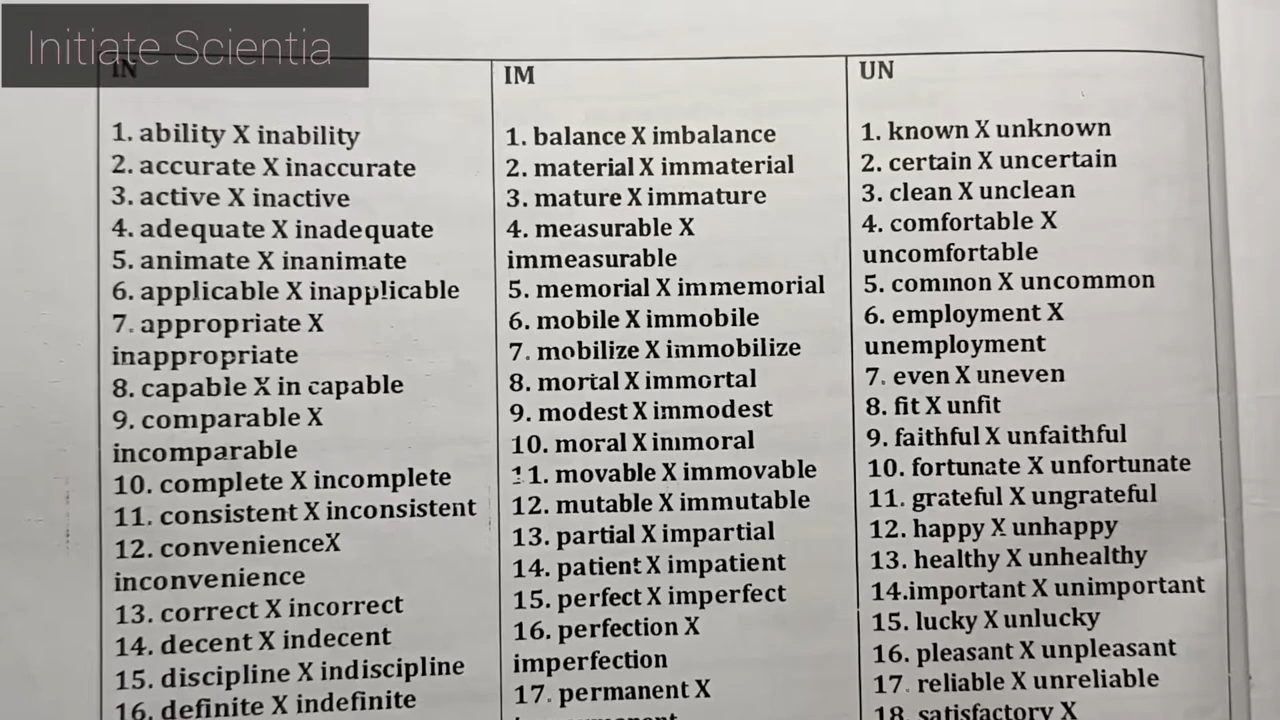 Initiate Scientia
IN
1. ability X inability
2. accurate X inaccurate
3. active X inactive
4. adequate X inadequate
5. animate X inanimate
6. applicable X inapplicable
7. appropriate X
inappropriate
8. capable X in capable
9. comparable X
incomparable
10. complete X incomplete
11. consistent X inconsistent
12. convenienceX
inconvenience
13. correct X incorrect
14. decent X indecent
15. discipline X indiscipline
16. definite X indefinite
IM
1. balance X imbalance
2. material X immaterial
3. mature X immature
4. measurable X
immeasurable
5. memorial X immemorial
6. mobile X immobile
7. mobilize X immobilize
8. mortal X immortal
9. modest X immodest
10. moral X immoral
11. movable X immovable
12. mutable X immutable
13. partial X impartial
14. patient X impatient
15. perfect X imperfect
16. perfection X
imperfection
17. permanent X
UN
1. known X unknown
2. certain X uncertain
3. clean X unclean
4. comfortable X
uncomfortable
5. common X uncommon
6. employment X
unemployment
7. even X uneven
8. fit X unfit
9. faithful X unfaithful
10. fortunate X unfortunate
11. grateful X ungrateful
12. happy X unhappy
13. healthy X unhealthy
14.important X unimportant
15. lucky X unlucky
16. pleasant X unpleasant
17. reliable X unreliable
18. satisfactory X